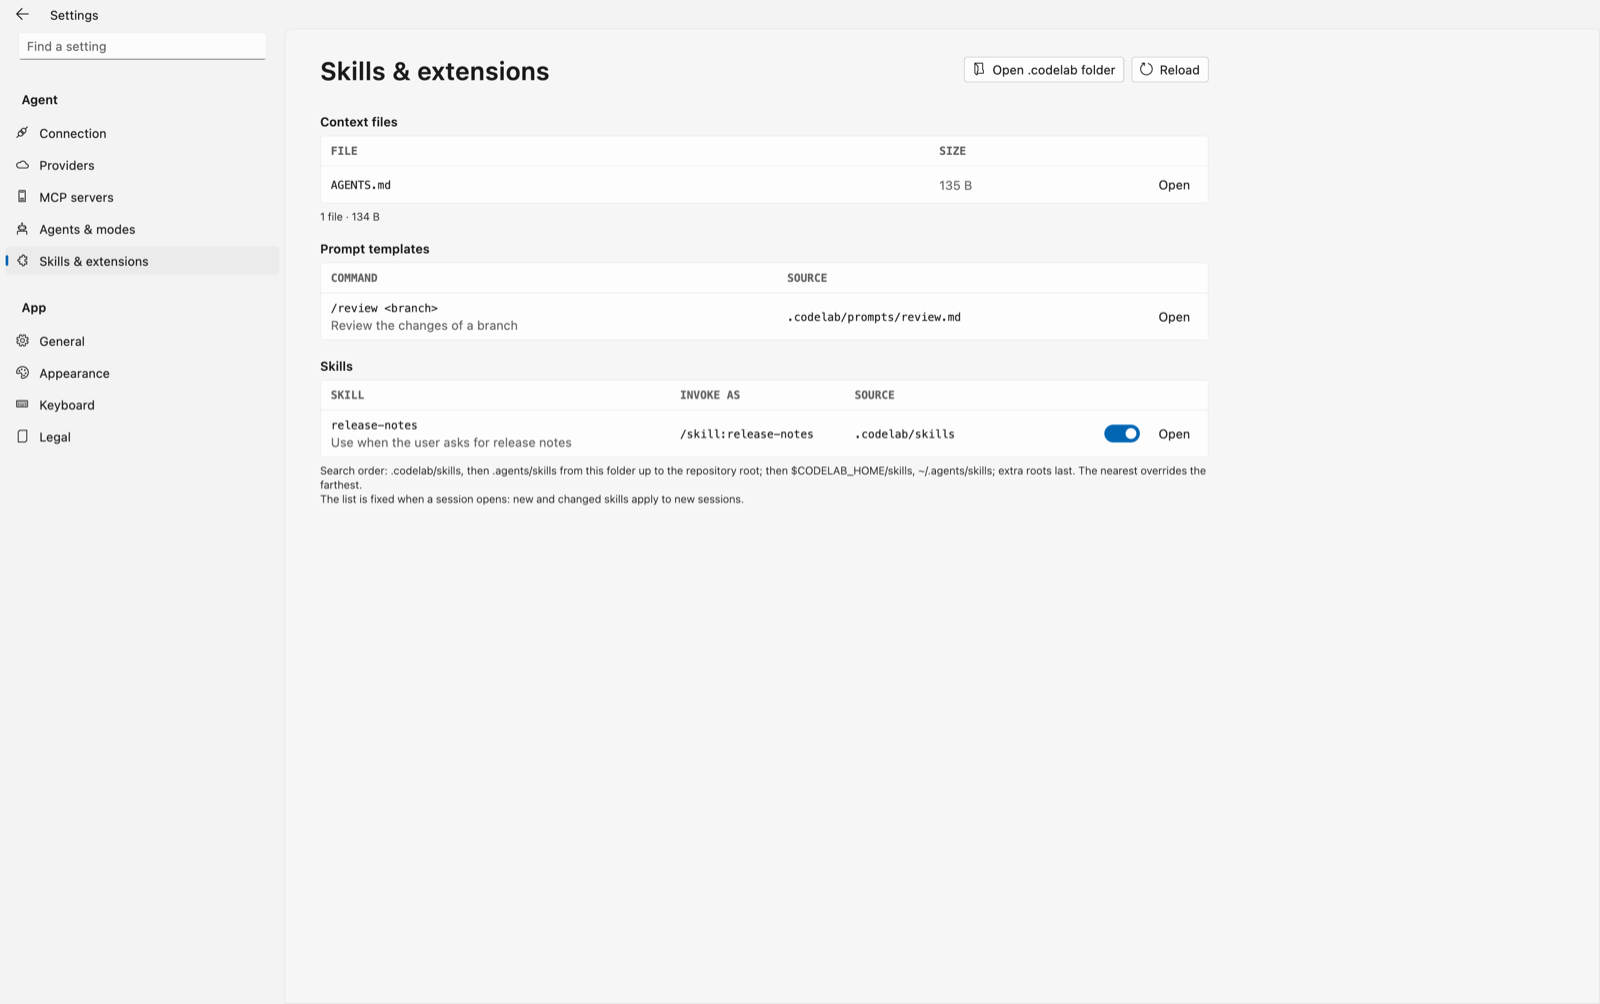 Settings
Find a setting
Agent
Connection
Providers
MCP servers
Agents & modes
Skills & extensions
App
General
Appearance
Keyboard
Legal
Skills & extensions
Open .codelab folder
Reload
Context files
FILE SIZE
AGENTS.md 135 B Open
1 file · 134 B
Prompt templates
COMMAND SOURCE
/review <branch>
Review the changes of a branch
.codelab/prompts/review.md Open
Skills
SKILL INVOKE AS SOURCE
release-notes
Use when the user asks for release notes
/skill:release-notes .codelab/skills Open
Search order: .codelab/skills, then .agents/skills from this folder up to the repository root; then $CODELAB_HOME/skills, ~/.agents/skills; extra roots last. The nearest overrides the
farthest.
The list is fixed when a session opens: new and changed skills apply to new sessions.